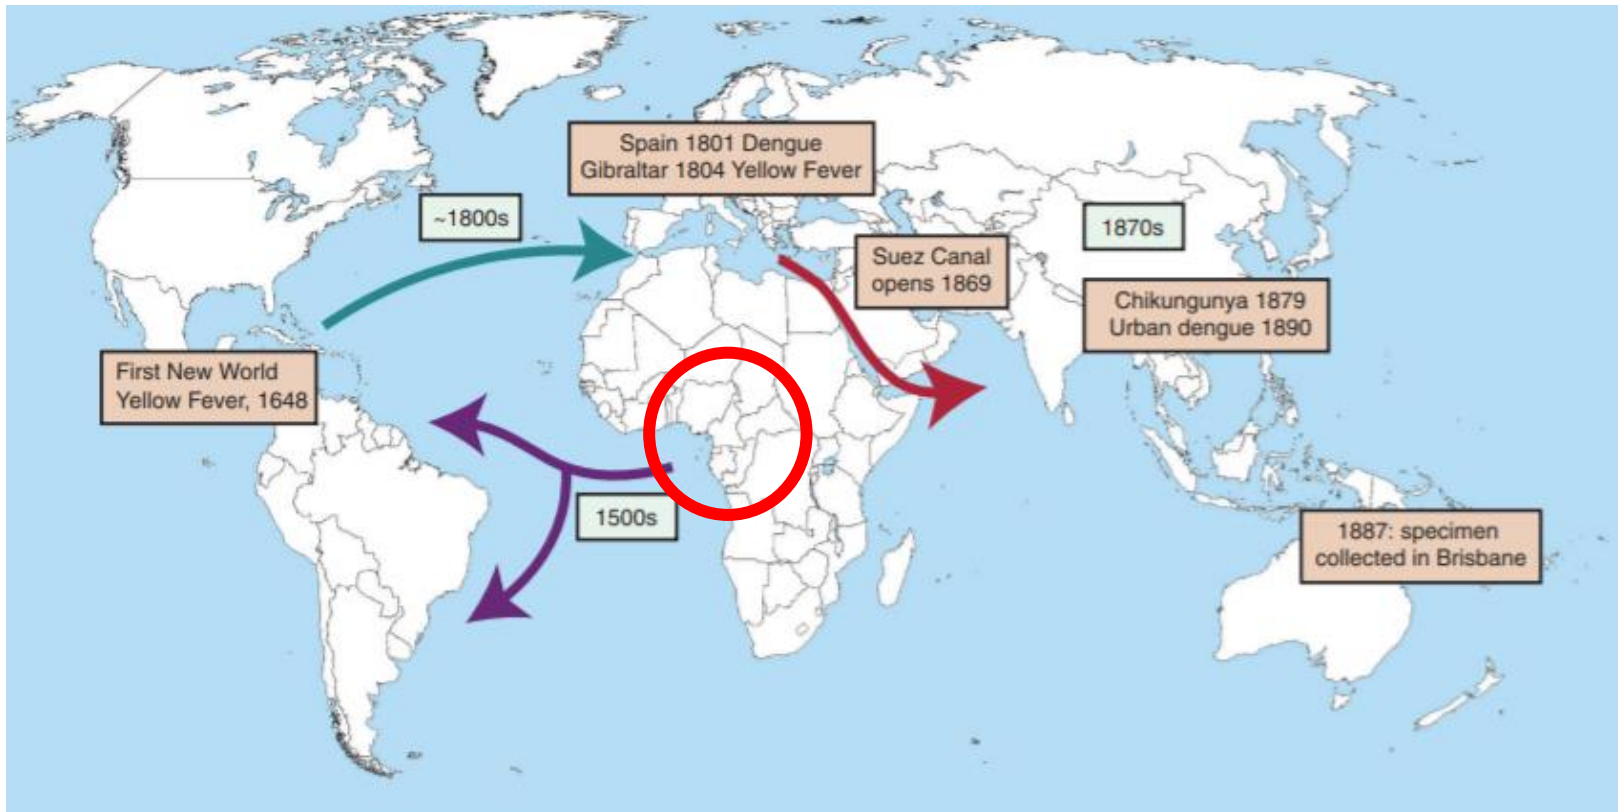 Spain 1801 Dengue
Gibraltar 1804 Yellow Fever
~1800s
1870s
Suez Canal
opens 1869
Chikungunya 1879
Urban dengue 1890
First New World
Yellow Fever, 1648
1500s
1887: specimen
collected in Brisbane